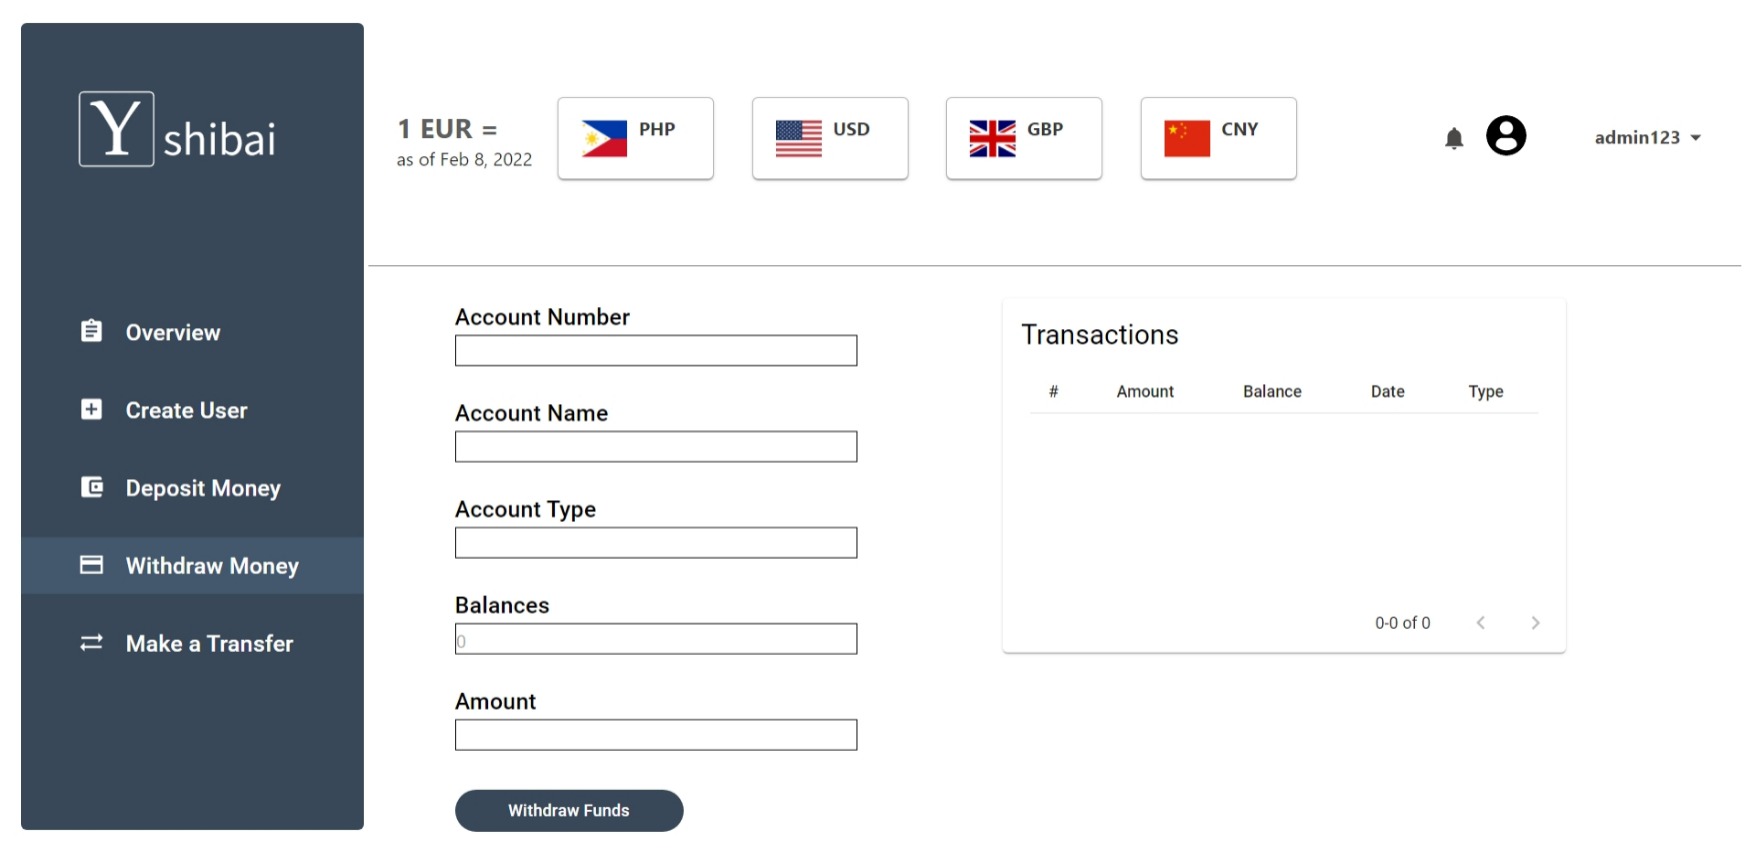 Y shibai
1 EUR =
as of Feb 8, 2022
PHP
USD
GBP
CNY
admin123
Overview
Create User
Deposit Money
Withdraw Money
Make a Transfer
Account Number
Account Name
Account Type
Balances
0
Amount
Withdraw Funds
Transactions
# Amount Balance Date Type
0-0 of 0